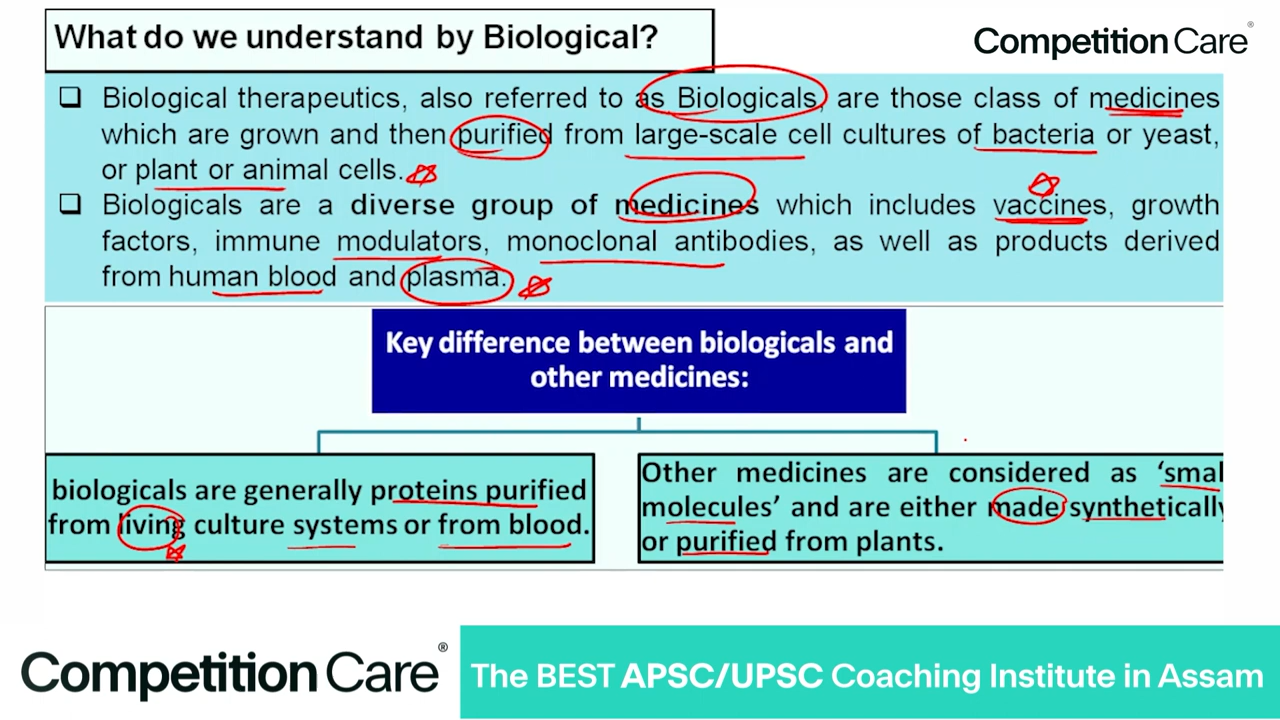 What do we understand by Biological?
Competition Care®
❑ Biological therapeutics, also referred to as Biologicals, are those class of medicines
which are grown and then purified from large-scale cell cultures of bacteria or yeast,
or plant or animal cells.
❑ Biologicals are a diverse group of medicines which includes vaccines, growth
factors, immune modulators, monoclonal antibodies, as well as products derived
from human blood and plasma.
Key difference between biologicals and
other medicines:
biologicals are generally proteins purified
from living culture systems or from blood.
Other medicines are considered as ‘smal
molecules’ and are either made synthetically
or purified from plants.
Competition Care®
The BEST APSC/UPSC Coaching Institute in Assam